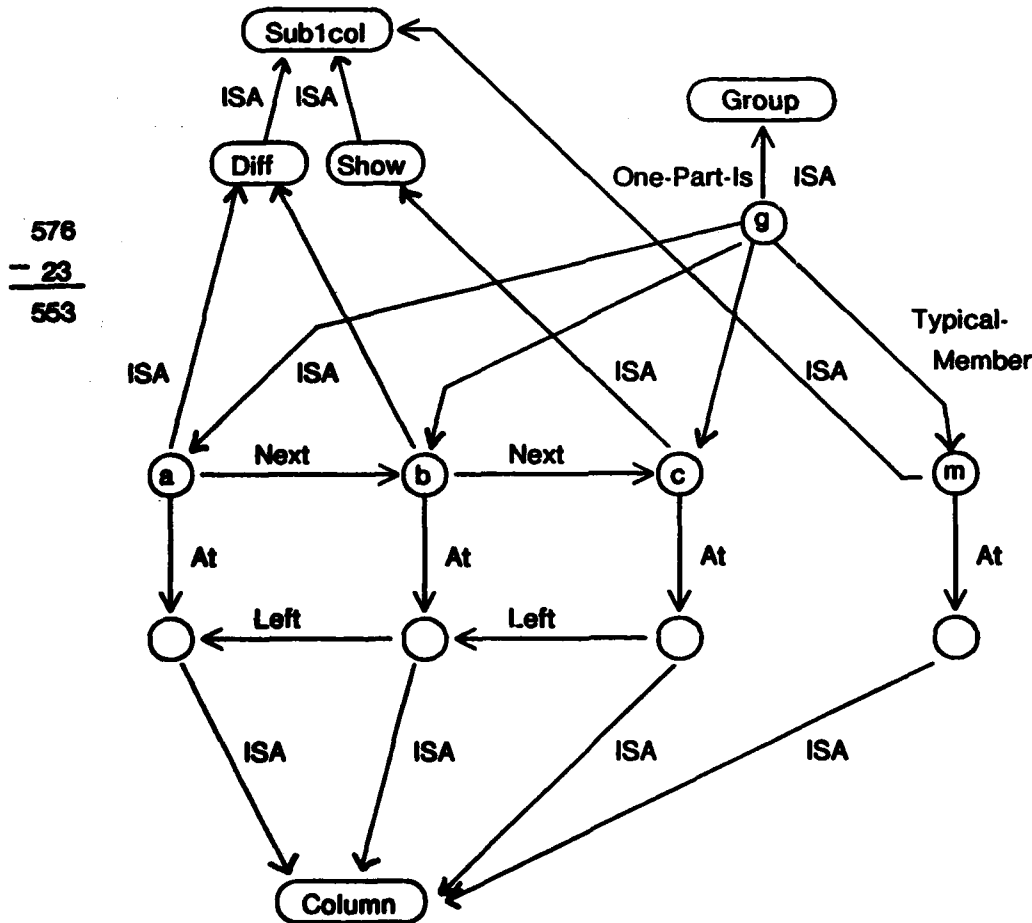 Sub1col
ISA ISA
Group
Diff Show
One-Part-Is ISA
g
576
− 23
553
Typical-
Member
ISA ISA ISA ISA
Next Next
a b c m
At At At At
Left Left
ISA ISA ISA ISA
Column